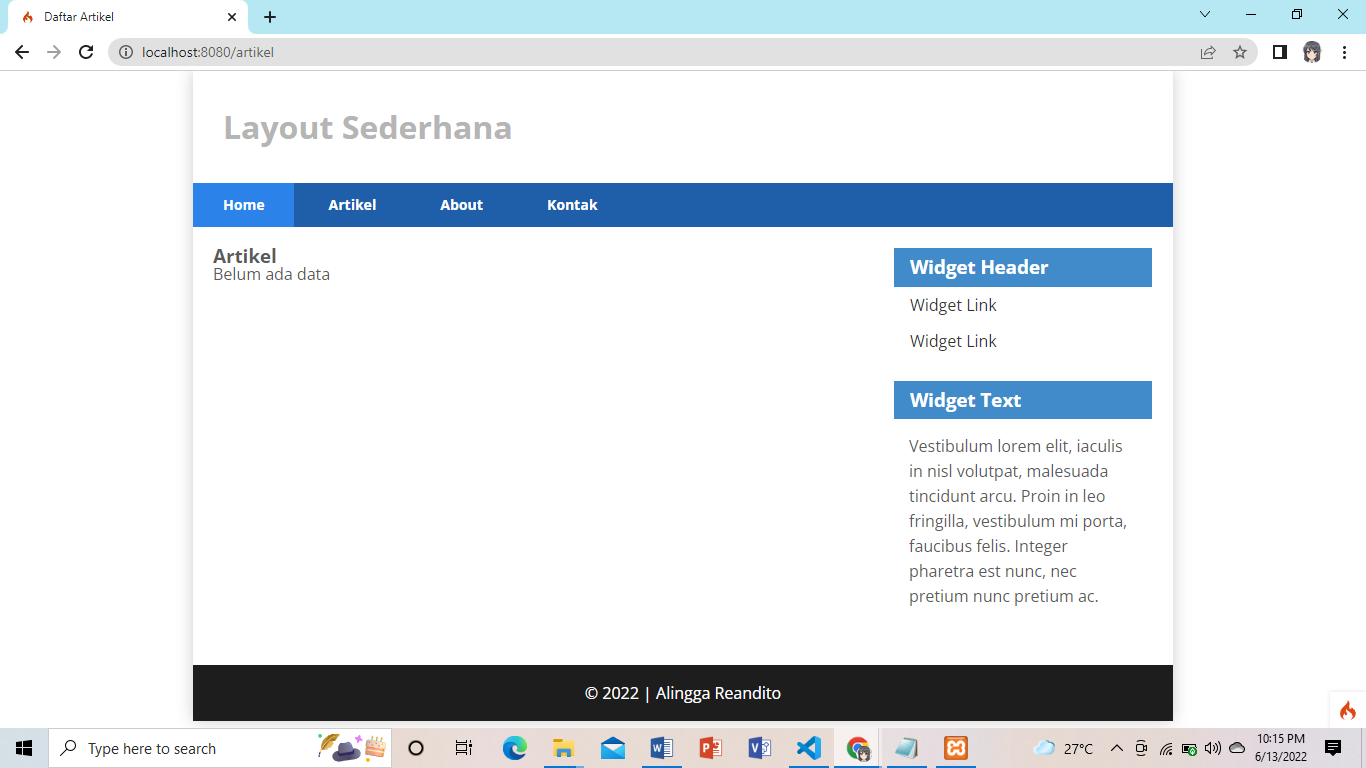 Daftar Artikel
localhost:8080/artikel
Layout Sederhana
Home Artikel About Kontak
Artikel
Belum ada data
Widget Header
Widget Link
Widget Link
Widget Text
Vestibulum lorem elit, iaculis
in nisl volutpat, malesuada
tincidunt arcu. Proin in leo
fringilla, vestibulum mi porta,
faucibus felis. Integer
pharetra est nunc, nec
pretium nunc pretium ac.
© 2022 | Alingga Reandito
Type here to search
27°C
10:15 PM
6/13/2022